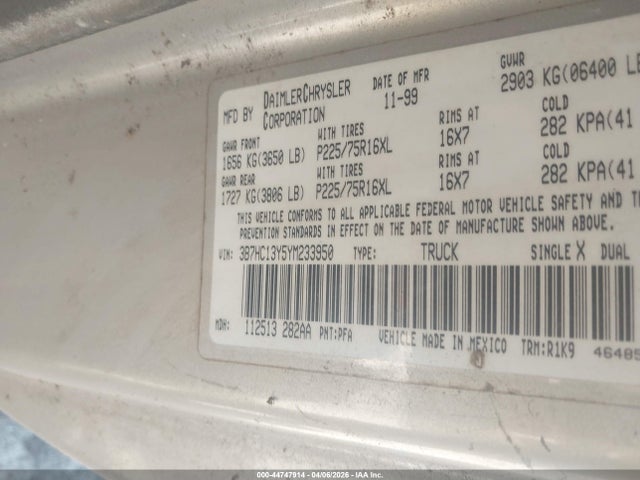 MFD BY DAIMLERCHRYSLER CORPORATION
DATE OF MFR 11-99
GVWR 2903 KG(06400 LB
GAWR FRONT WITH TIRES RIMS AT COLD
1656 KG(3650 LB) P225/75R16XL 16X7 282 KPA(41
GAWR REAR WITH TIRES RIMS AT COLD
1727 KG(3806 LB) P225/75R16XL 16X7 282 KPA(41
THIS VEHICLE CONFORMS TO ALL APPLICABLE FEDERAL MOTOR VEHICLE SAFETY AND
PREVENTION STANDARDS IN EFFECT ON THE DATE OF MANUFACTURE SHOWN ABOVE.
VIN: 3B7HC13Y5YM233950 TYPE: TRUCK SINGLE X DUAL
MDH: 112513 282AA PNT:PFA VEHICLE MADE IN MEXICO TRM:R1K9 46485
000-44747914 - 04/06/2026 - IAA Inc.